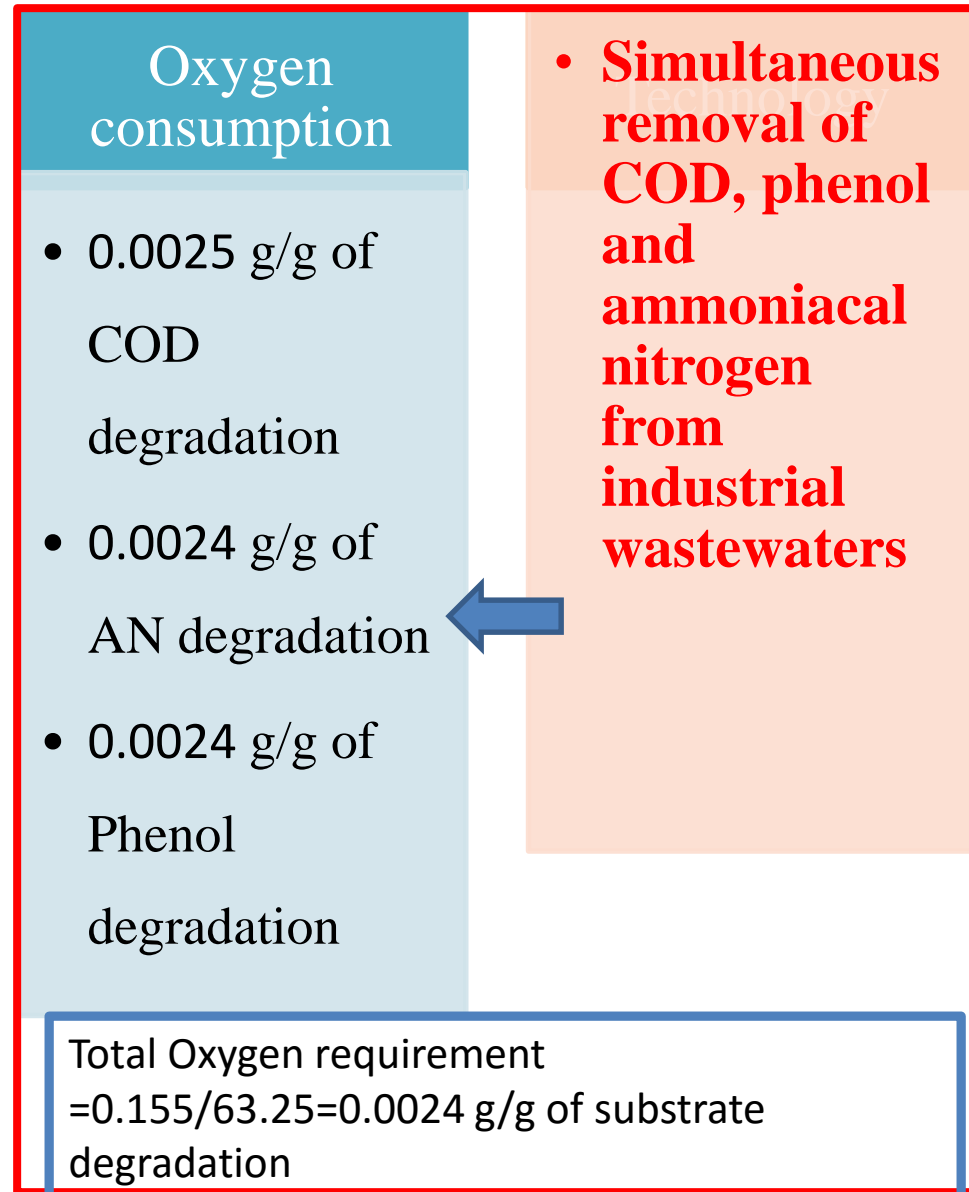 Oxygen
consumption
• 0.0025 g/g of
COD
degradation
• 0.0024 g/g of
AN degradation
• 0.0024 g/g of
Phenol
degradation
Technology
• Simultaneous
removal of
COD, phenol
and
ammoniacal
nitrogen
from
industrial
wastewaters
Total Oxygen requirement
=0.155/63.25=0.0024 g/g of substrate
degradation